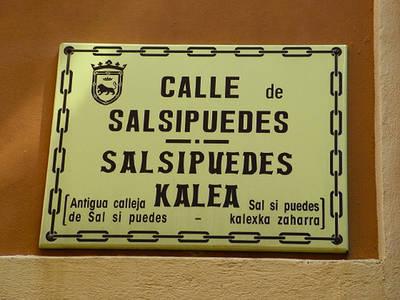 CALLE de
SALSIPUEDES
SALSIPUEDES
KALEA
[Antigua calleja
de Sal si puedes
-
Sal si puedes
kalexka zaharra]